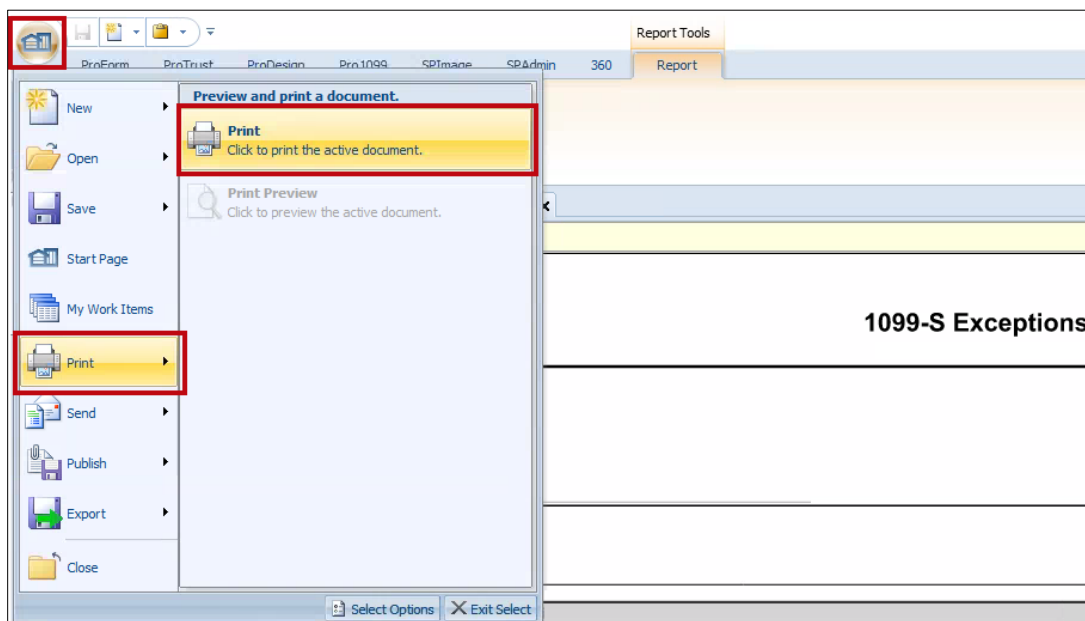 Report Tools
ProForm ProTrust ProDesign Pro1099 SPImage SPAdmin 360 Report
Preview and print a document.
New
Print
Click to print the active document.
Open
Print Preview
Click to preview the active document.
Save
Start Page
My Work Items
1099-S Exceptions
Print
Send
Publish
Export
Close
Select Options Exit Select